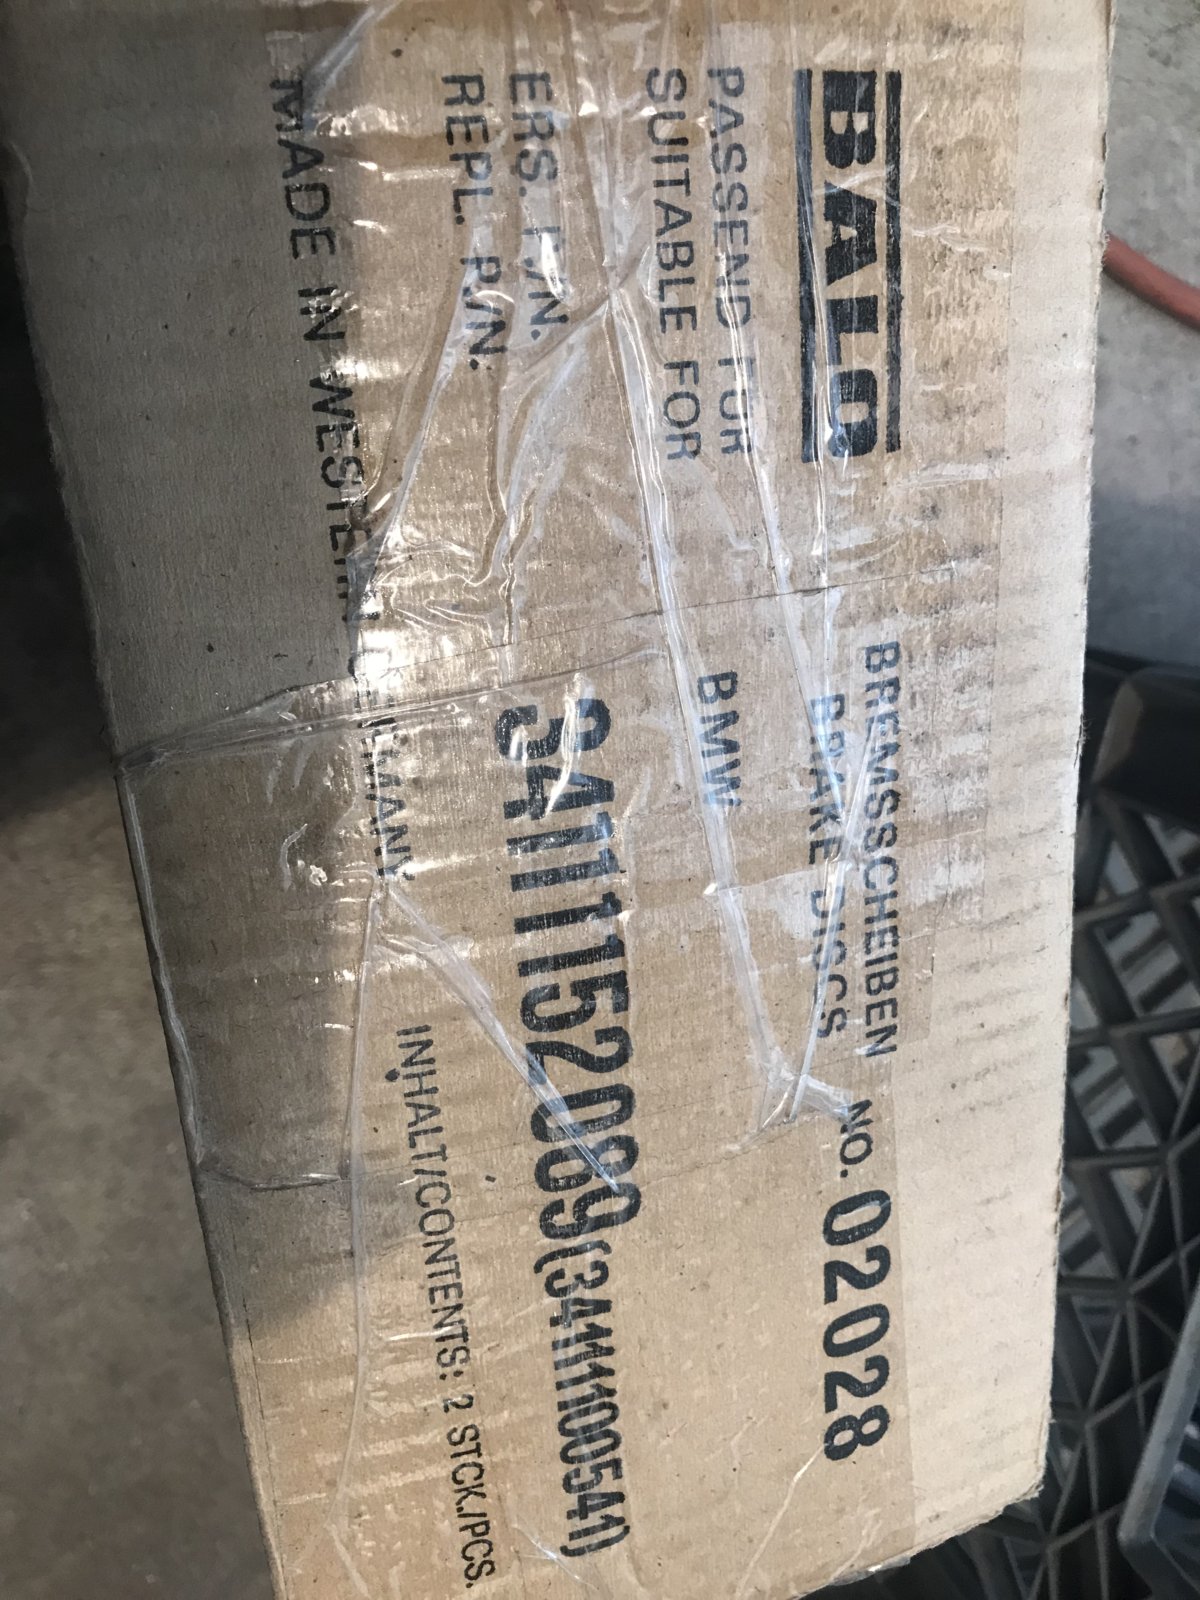 BALO BREMSSCHEIBEN
BRAKE DISCS NO. 02028
PASSEND FÜR
SUITABLE FOR BMW
ERS. P./N.
REPL. P./N. 34111152089(34111100541)
MADE IN WESTERN GERMANY INHALT/CONTENTS: 2 STCK./PCS.